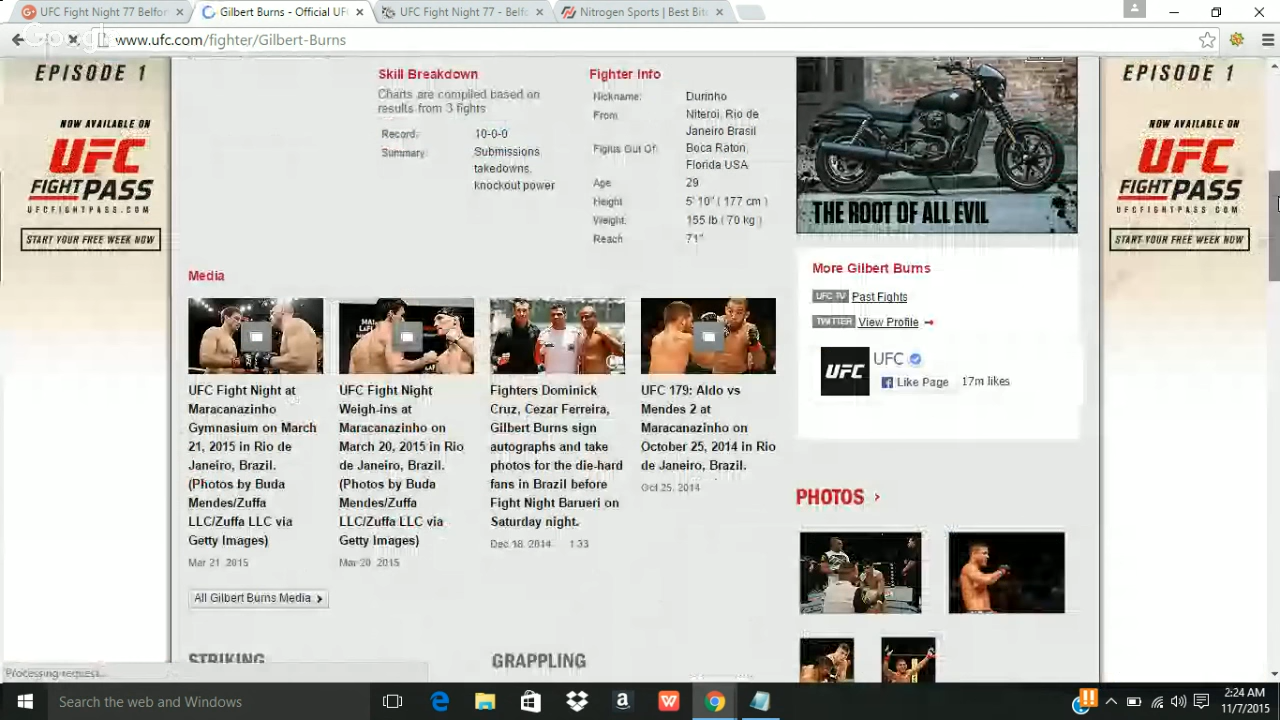 UFC Fight Night 77 Belfor
Gilbert Burns - Official UF
UFC Fight Night 77 - Belfo
Nitrogen Sports | Best Bit
www.ufc.com/fighter/Gilbert-Burns
EPISODE 1
NOW AVAILABLE ON
UFC
FIGHT PASS
UFCFIGHTPASS.COM
START YOUR FREE WEEK NOW
Skill Breakdown
Charts are compiled based on
results from 3 fights
Record: 10-0-0
Summary: Submissions
takedowns,
knockout power
Fighter Info
Nickname: Durinho
From: Niteroi, Rio de
Janeiro Brasil
Fights Out Of: Boca Raton,
Florida USA
Age 29
Height 5' 10" ( 177 cm )
Weight: 155 lb ( 70 kg )
Reach 71"
THE ROOT OF ALL EVIL
EPISODE 1
NOW AVAILABLE ON
UFC
FIGHT PASS
UFCFIGHTPASS.COM
START YOUR FREE WEEK NOW
More Gilbert Burns
UFC TV Past Fights
TWITTER View Profile
UFC
UFC
Like Page 17m likes
Media
UFC Fight Night at
Maracanazinho
Gymnasium on March
21, 2015 in Rio de
Janeiro, Brazil.
(Photos by Buda
Mendes/Zuffa
LLC/Zuffa LLC via
Getty Images)
Mar 21, 2015
UFC Fight Night
Weigh-ins at
Maracanazinho on
March 20, 2015 in Rio
de Janeiro, Brazil.
(Photos by Buda
Mendes/Zuffa
LLC/Zuffa LLC via
Getty Images)
Mar 20, 2015
Fighters Dominick
Cruz, Cezar Ferreira,
Gilbert Burns sign
autographs and take
photos for the die-hard
fans in Brazil before
Fight Night Barueri on
Saturday night.
Dec 18, 2014 1:33
UFC 179: Aldo vs
Mendes 2 at
Maracanazinho on
October 25, 2014 in Rio
de Janeiro, Brazil.
Oct 25, 2014
All Gilbert Burns Media
PHOTOS
STRIKING
GRAPPLING
Processing request...
Search the web and Windows
2:24 AM
11/7/2015